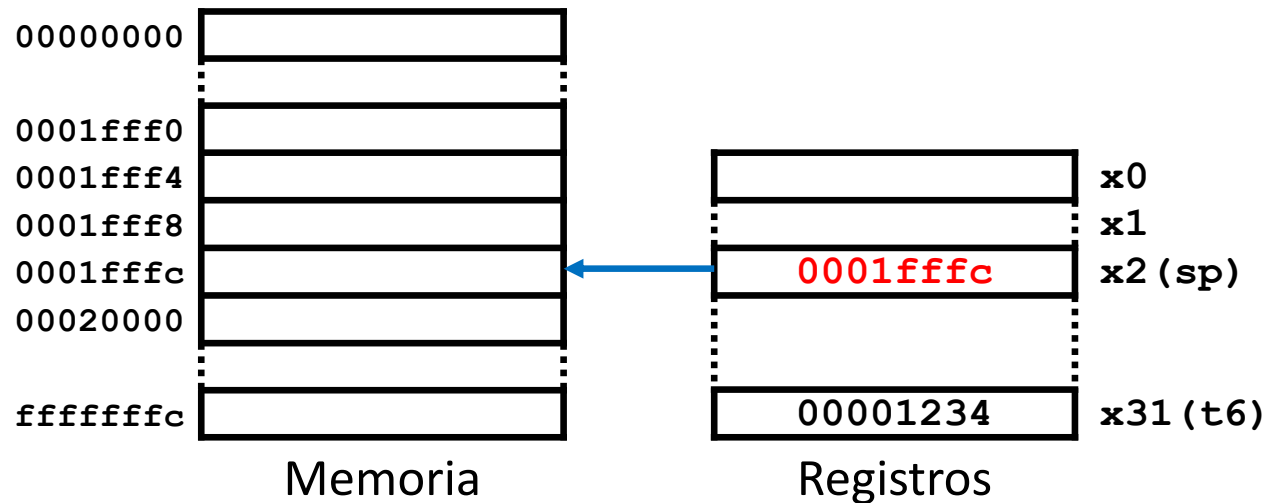 00000000
0001fff0
0001fff4 x0
0001fff8 x1
0001fffc 0001fffc x2(sp)
00020000
fffffffc 00001234 x31(t6)
Memoria Registros